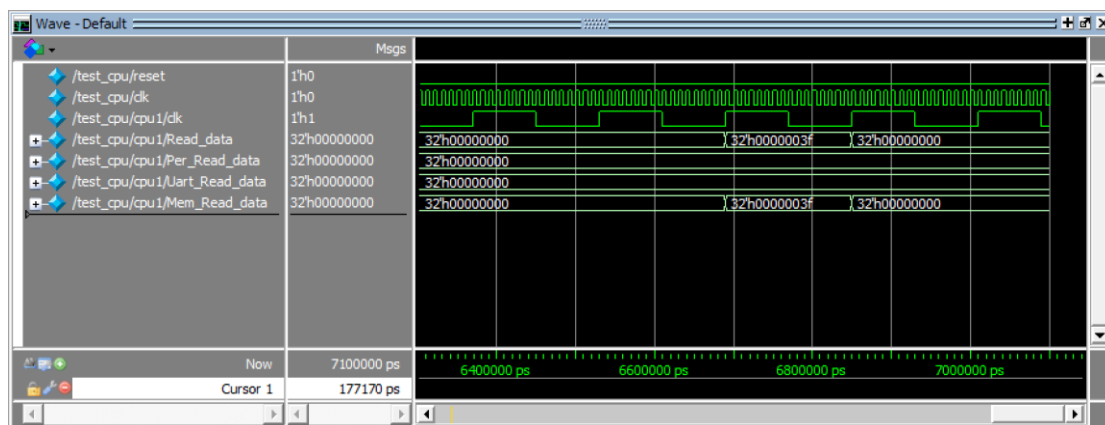 Wave - Default
Msgs
/test_cpu/reset 1'h0
/test_cpu/clk 1'h0
/test_cpu/cpu1/clk 1'h1
/test_cpu/cpu1/Read_data 32'h00000000 32'h00000000 32'h0000003f 32'h00000000
/test_cpu/cpu1/Per_Read_data 32'h00000000 32'h00000000
/test_cpu/cpu1/Uart_Read_data 32'h00000000 32'h00000000
/test_cpu/cpu1/Mem_Read_data 32'h00000000 32'h00000000 32'h0000003f 32'h00000000
Now 7100000 ps 6400000 ps 6600000 ps 6800000 ps 7000000 ps
Cursor 1 177170 ps